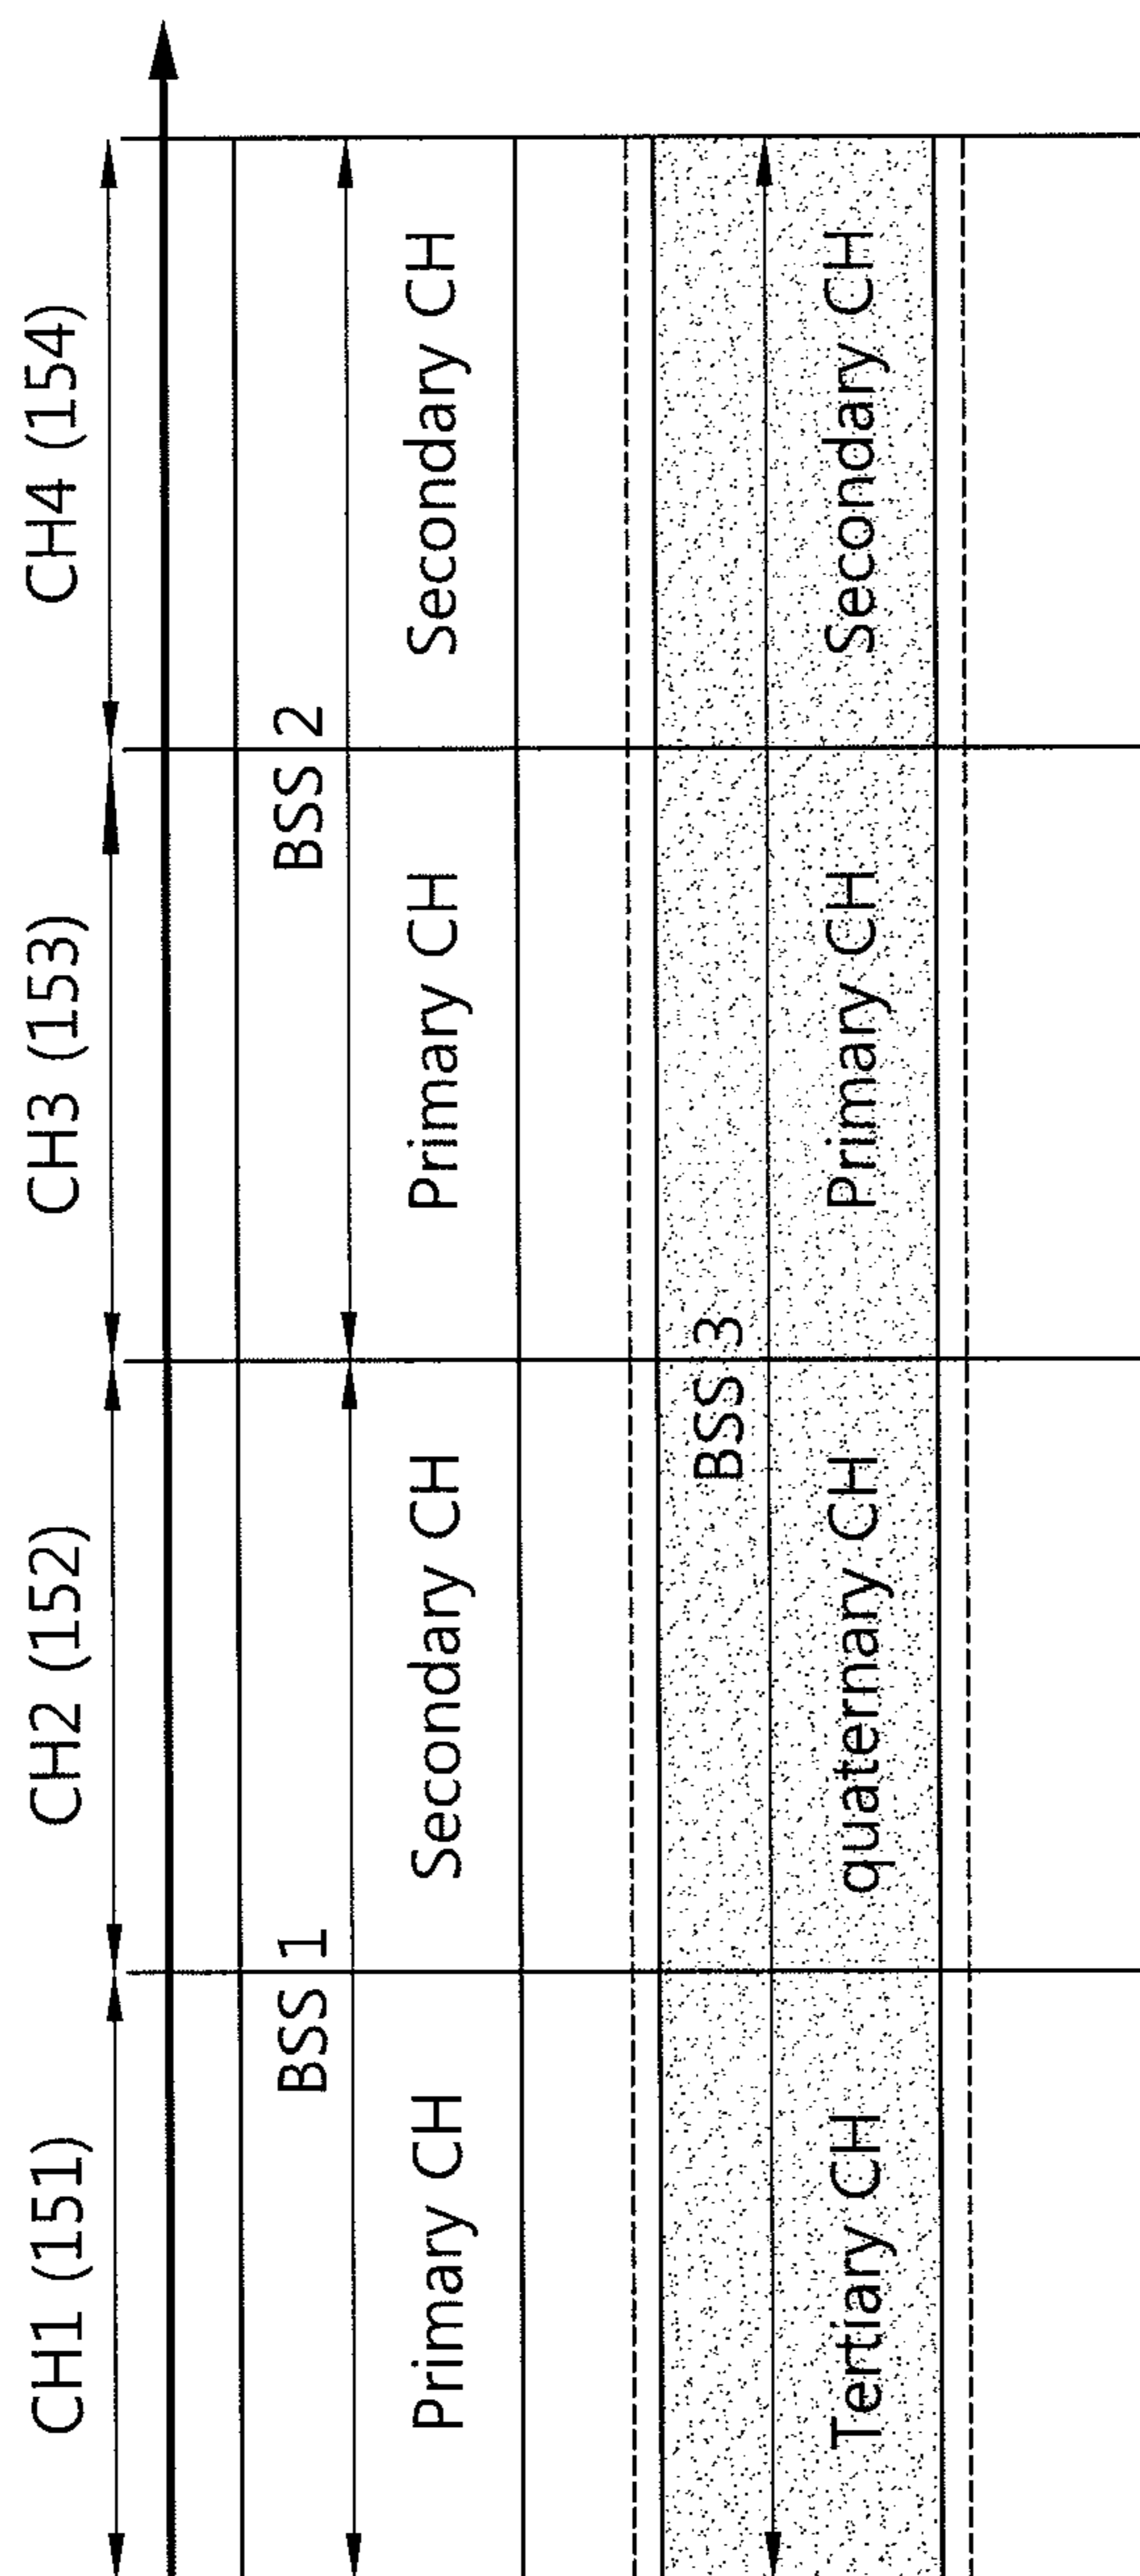 CH1 (151)
CH2 (152)
CH3 (153)
CH4 (154)
BSS 1
BSS 2
Primary CH
Secondary CH
Primary CH
Secondary CH
BSS 3
Tertiary CH
quaternary CH
Primary CH
Secondary CH